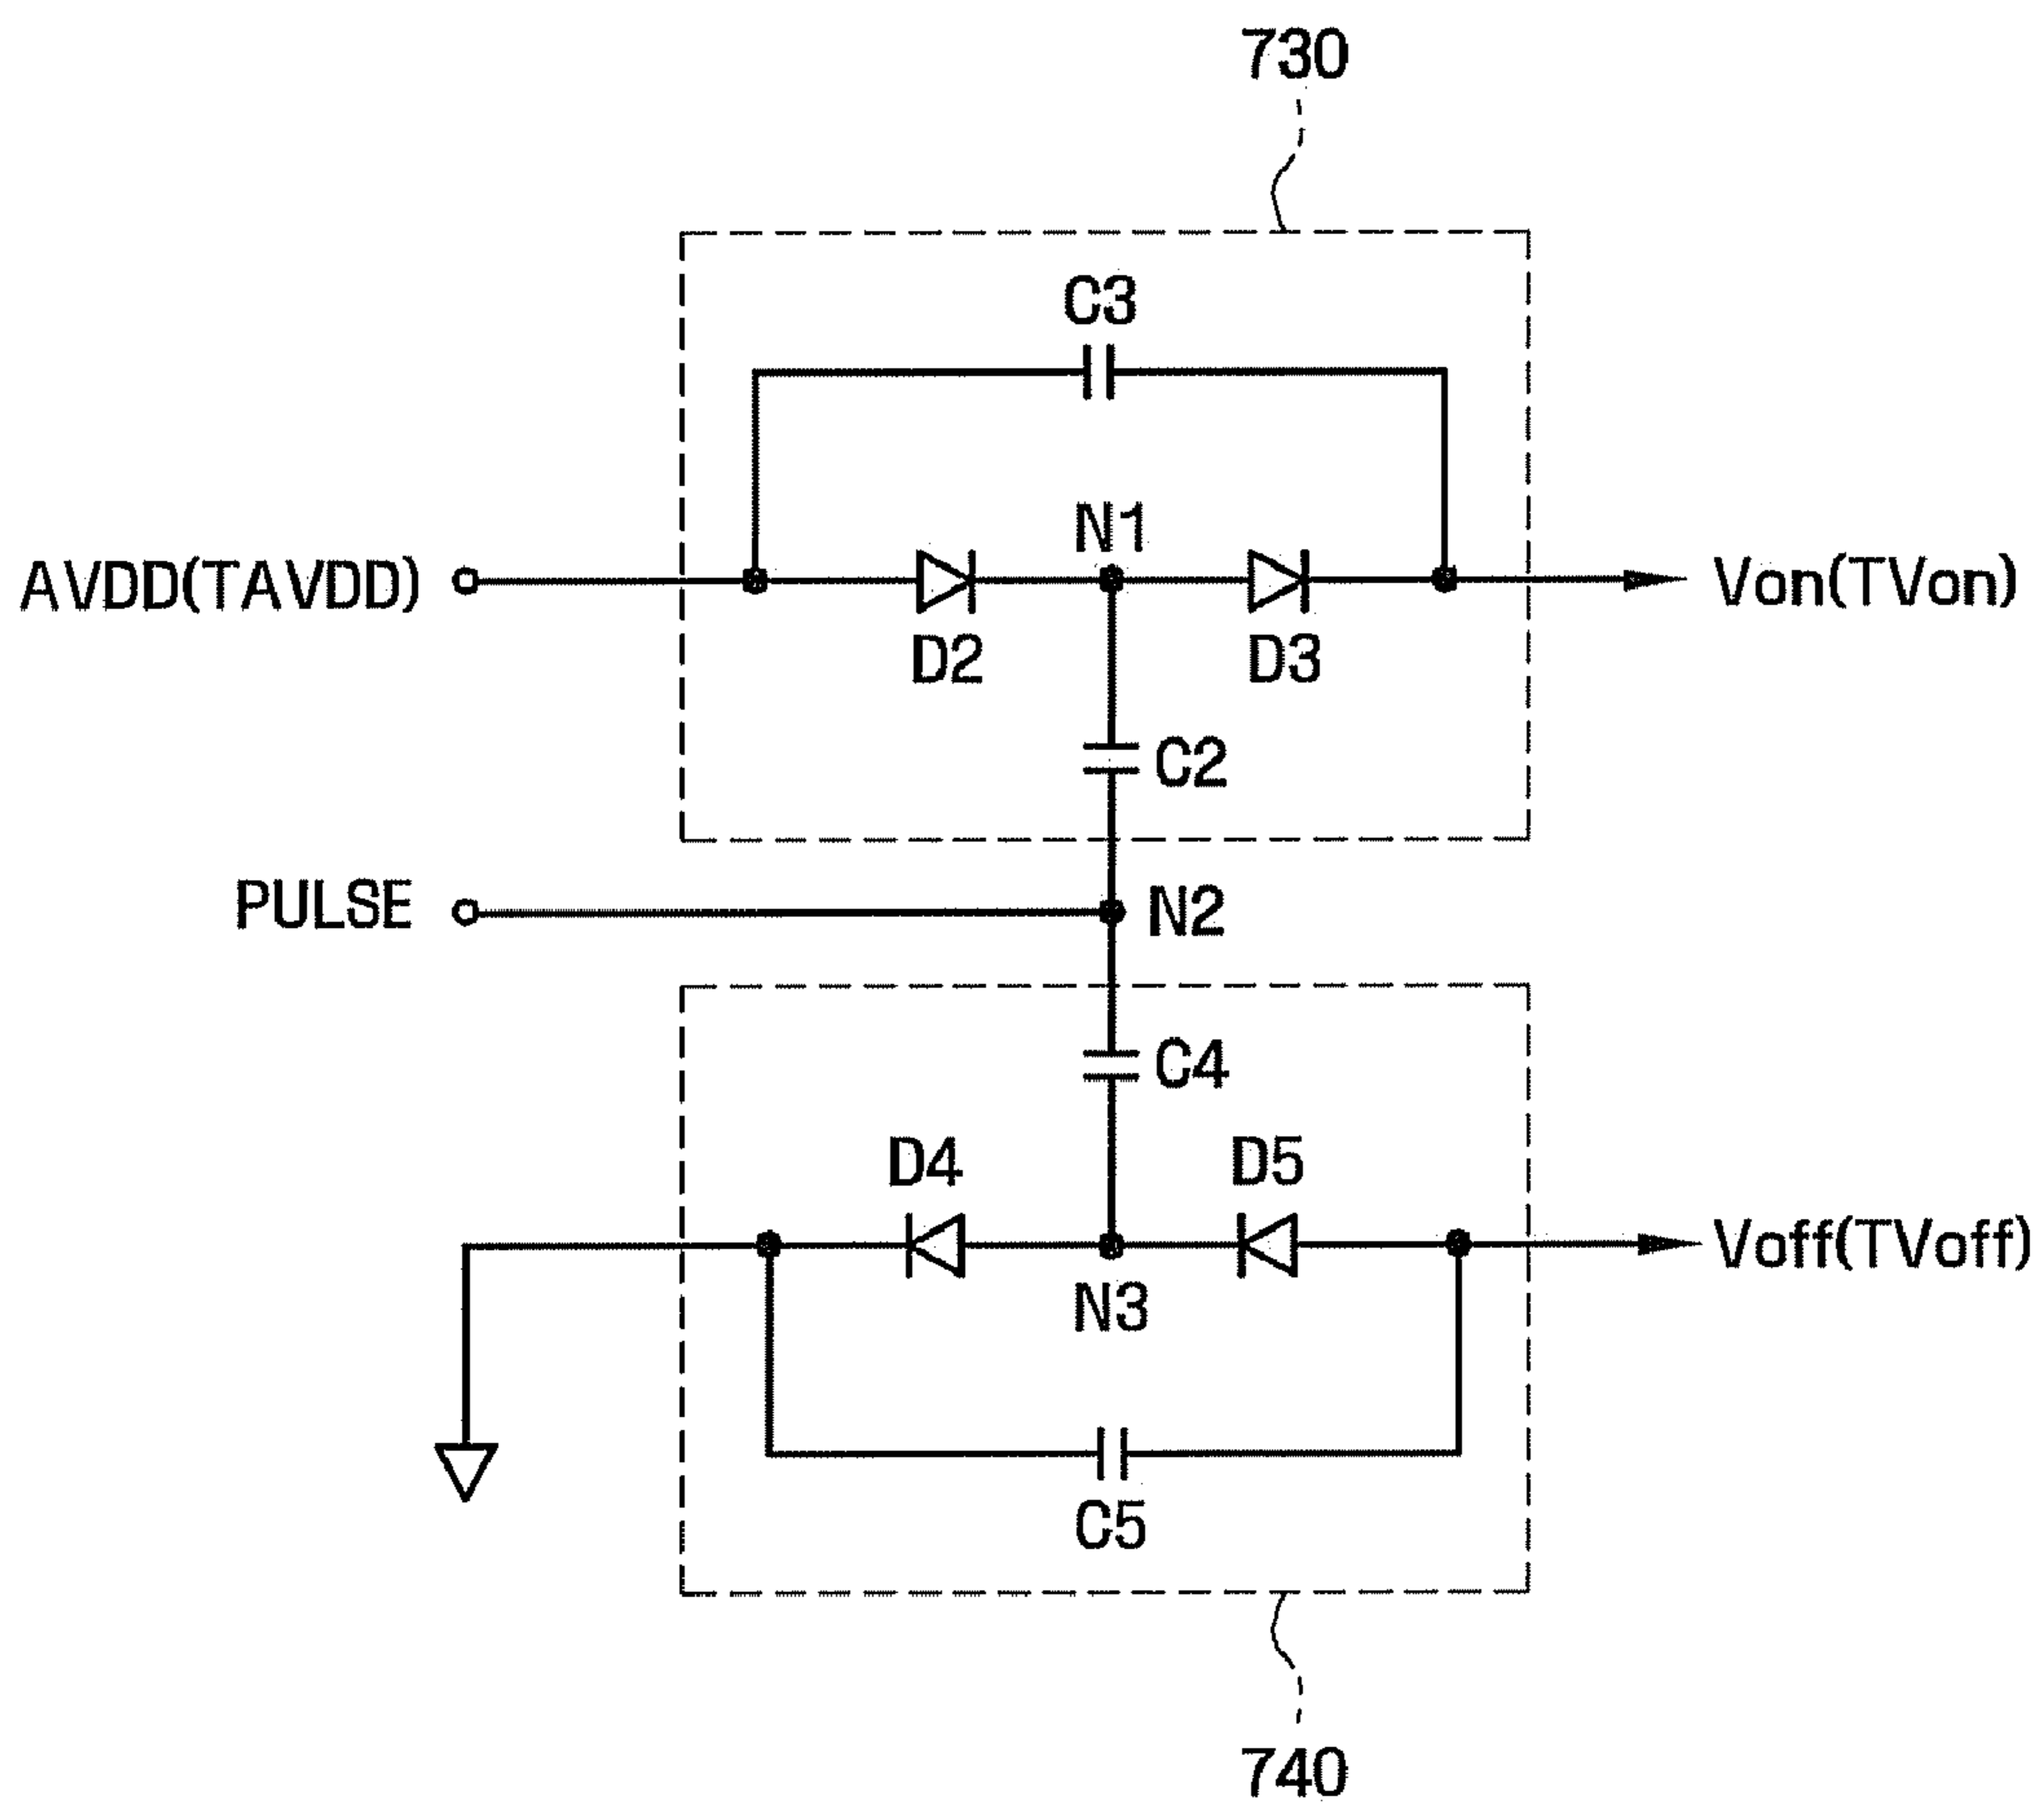 730
C3
N1
AVDD(TAVDD)
Von(TVon)
D2
D3
C2
PULSE
N2
C4
D4
D5
Voff(TVoff)
N3
C5
740